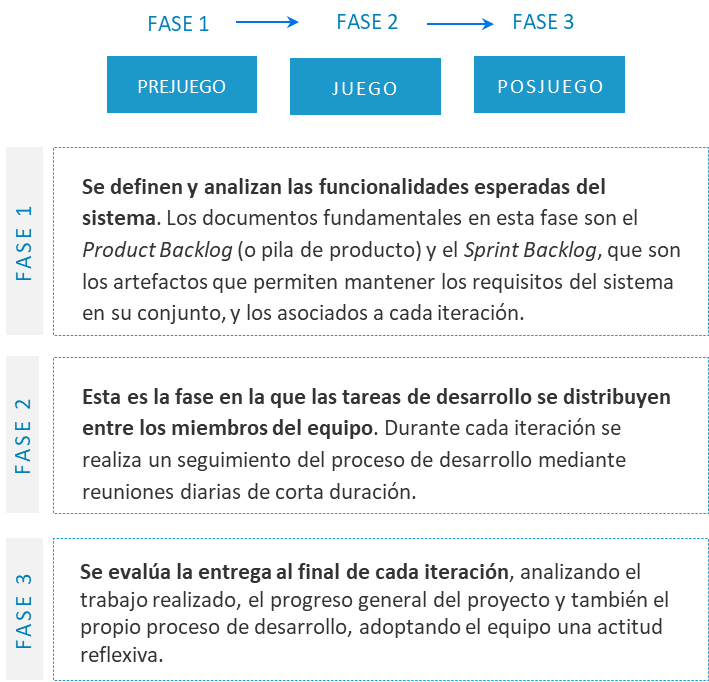 FASE 1
FASE 2
FASE 3
PREJUEGO
JUEGO
POSJUEGO
FASE 1
Se definen y analizan las funcionalidades esperadas del
sistema. Los documentos fundamentales en esta fase son el
Product Backlog (o pila de producto) y el Sprint Backlog, que son
los artefactos que permiten mantener los requisitos del sistema
en su conjunto, y los asociados a cada iteración.
FASE 2
Esta es la fase en la que las tareas de desarrollo se distribuyen
entre los miembros del equipo. Durante cada iteración se
realiza un seguimiento del proceso de desarrollo mediante
reuniones diarias de corta duración.
FASE 3
Se evalúa la entrega al final de cada iteración, analizando el
trabajo realizado, el progreso general del proyecto y también el
propio proceso de desarrollo, adoptando el equipo una actitud
reflexiva.